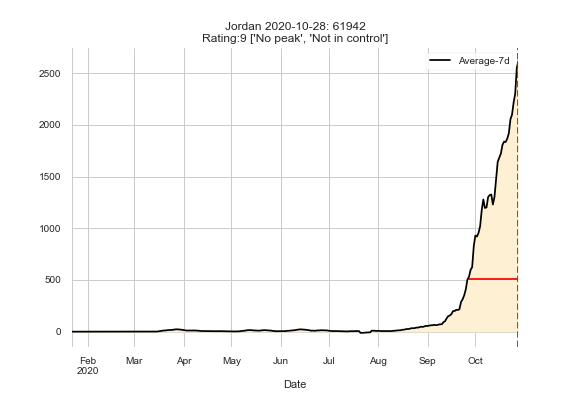 Jordan 2020-10-28: 61942
Rating:9 ['No peak', 'Not in control']
Average-7d
2500
2000
1500
1000
500
0
Feb Mar Apr May Jun Jul Aug Sep Oct
2020
Date